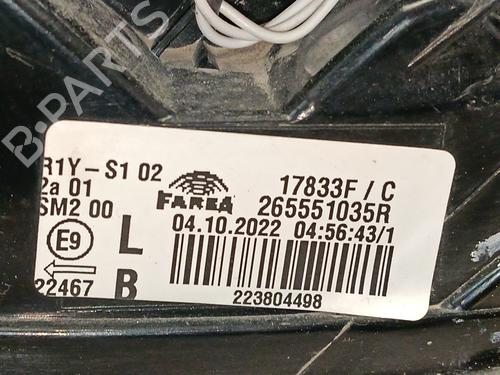 B-PARTS
R1Y-S1 02
2a 01
SM2 00
E9
22467
L
B
FARBA
17833F / C
265551035R
04.10.2022 04:56:43/1
223804498